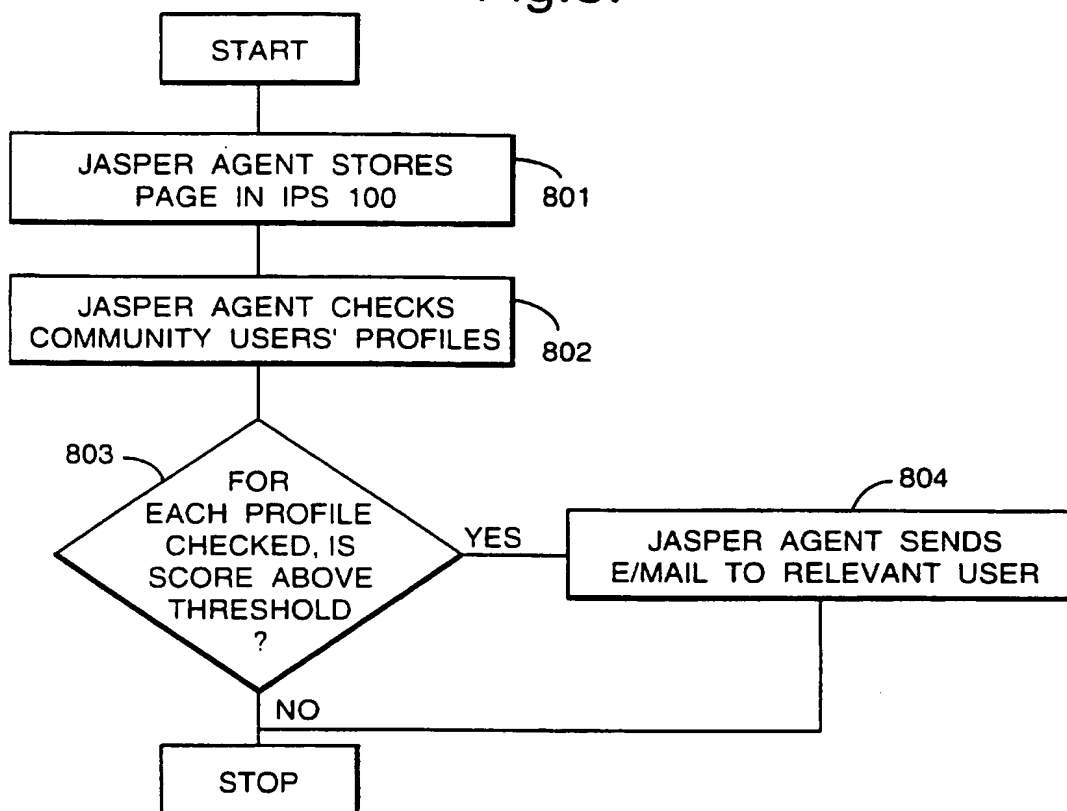 START
JASPER AGENT STORES
PAGE IN IPS 100
801
JASPER AGENT CHECKS
COMMUNITY USERS' PROFILES
802
803
FOR
EACH PROFILE
CHECKED, IS
SCORE ABOVE
THRESHOLD
?
YES
804
JASPER AGENT SENDS
E/MAIL TO RELEVANT USER
NO
STOP